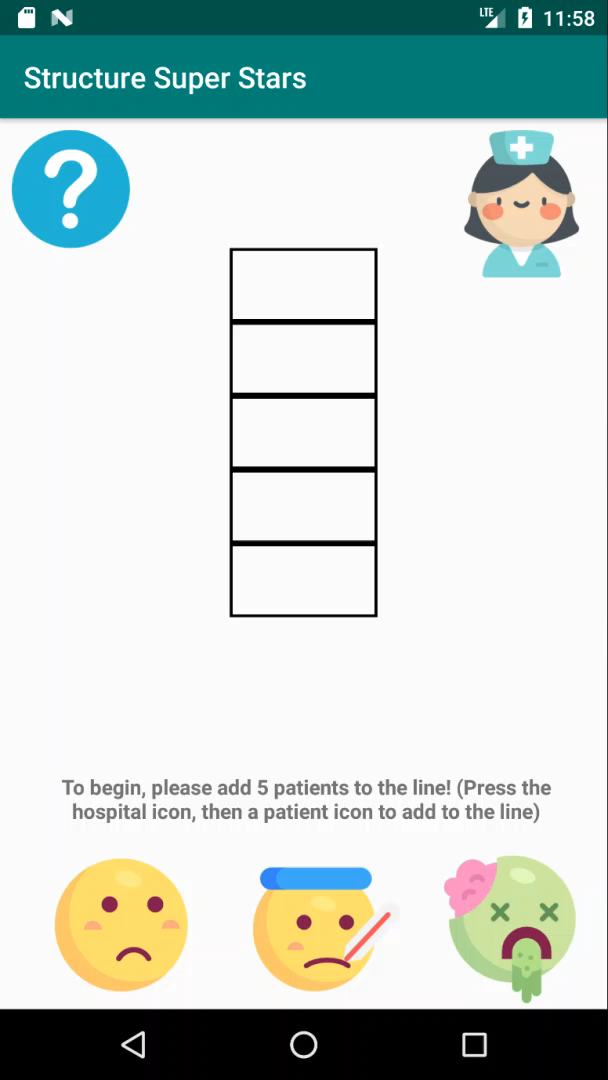 LTE
11:58
Structure Super Stars
?
To begin, please add 5 patients to the line! (Press the
hospital icon, then a patient icon to add to the line)